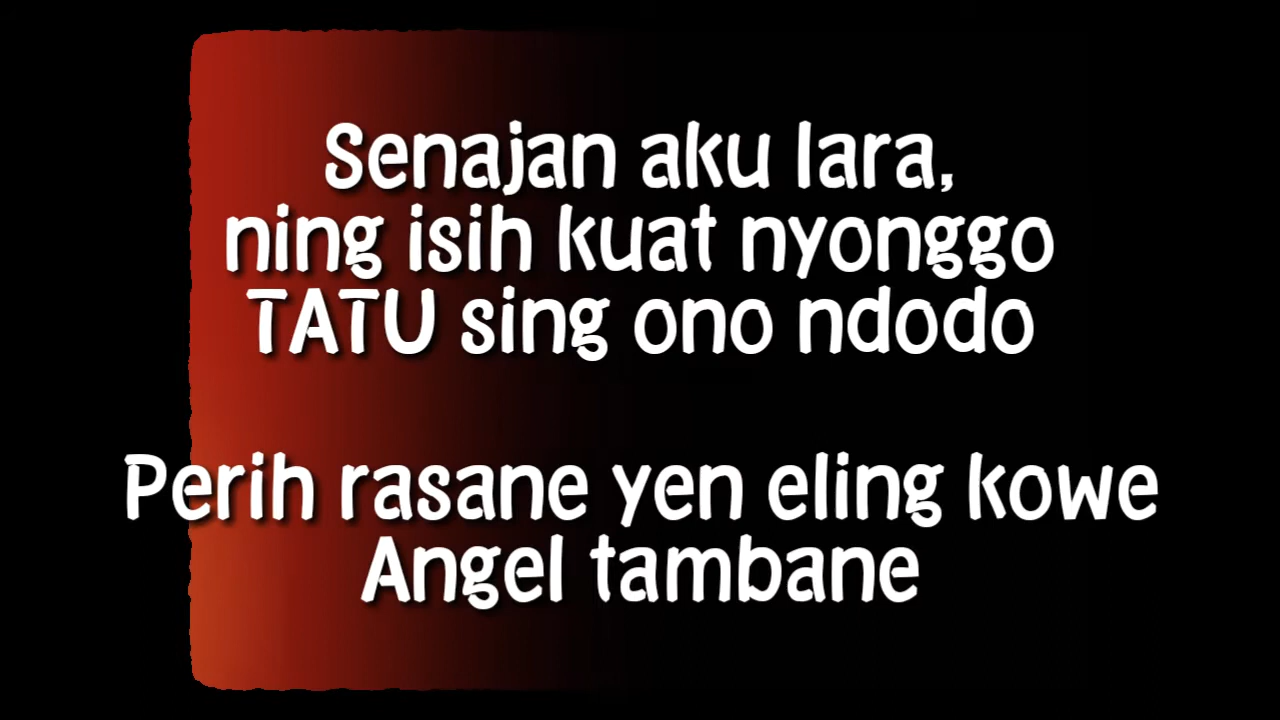 Senajan aku lara,
ning isih kuat nyonggo
TATU sing ono ndodo
Perih rasane yen eling kowe
Angel tambane